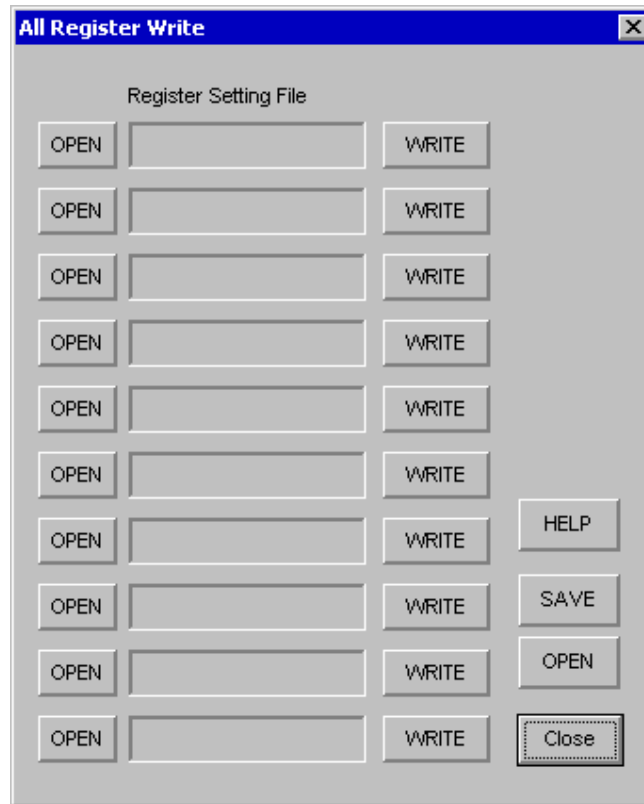 All Register Write
Register Setting File
OPEN WRITE
OPEN WRITE
OPEN WRITE
OPEN WRITE
OPEN WRITE
OPEN WRITE
OPEN WRITE HELP
OPEN WRITE SAVE
OPEN WRITE OPEN
OPEN WRITE Close